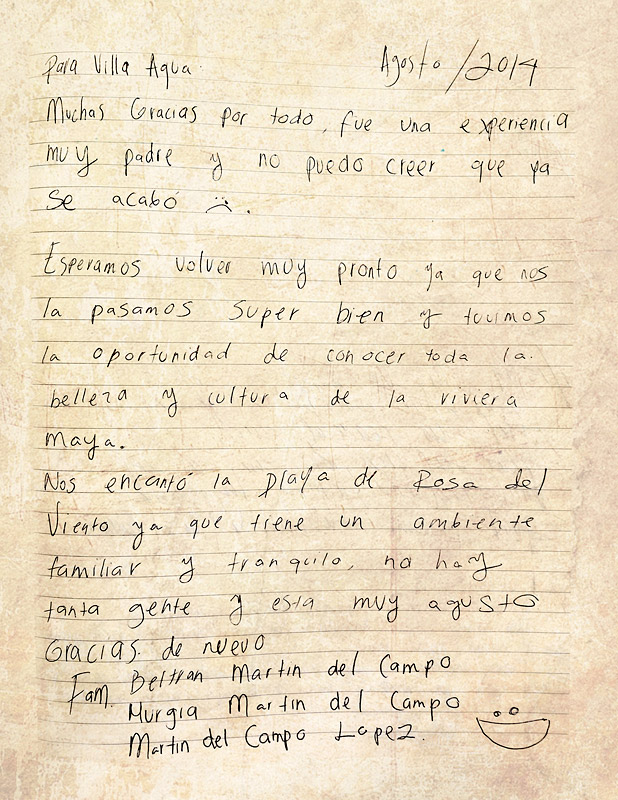 Para Villa Agua.
Agosto /2014
Muchas Gracias por todo, fue una experiencia
muy padre y no puedo creer que ya
se acabó :( .
Esperamos volver muy pronto ya que nos
la pasamos super bien y tuvimos
la oportunidad de conocer toda la
belleza y cultura de la riviera
maya.
Nos encantó la playa de Rosa del
Viento ya que tiene un ambiente
familiar y tranquilo, no hay
tanta gente y esta muy agusto
Gracias de nuevo
Fam. Beltran Martin del Campo
Murgia Martin del Campo
Martin del Campo Lopez.